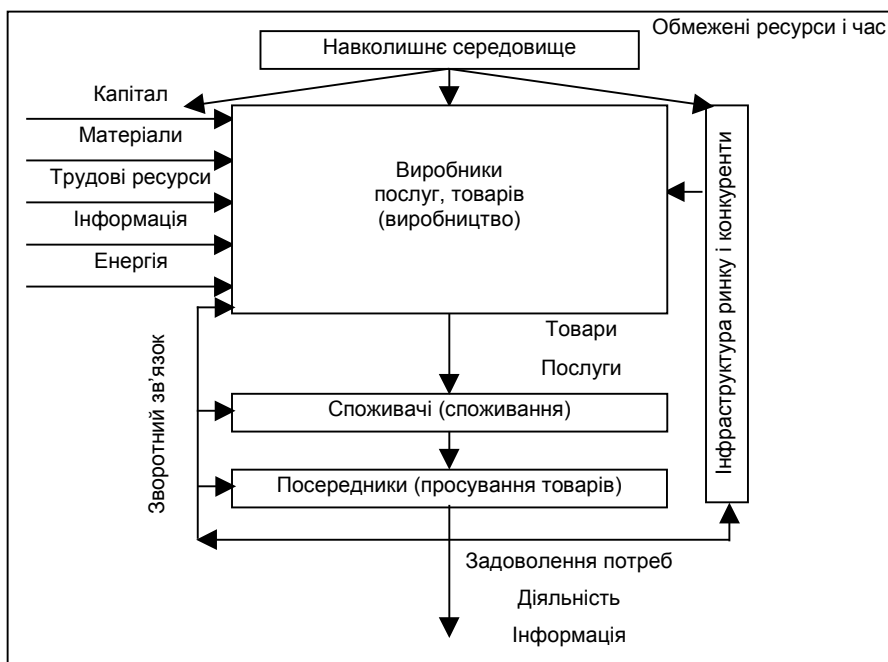 Обмежені ресурси і час
Навколишнє середовище
Капітал
Матеріали
Трудові ресурси
Інформація
Енергія
Виробники
послуг, товарів
(виробництво)
Інфраструктура ринку і конкуренти
Товари
Послуги
Зворотний зв’язок
Споживачі (споживання)
Посередники (просування товарів)
Задоволення потреб
Діяльність
Інформація